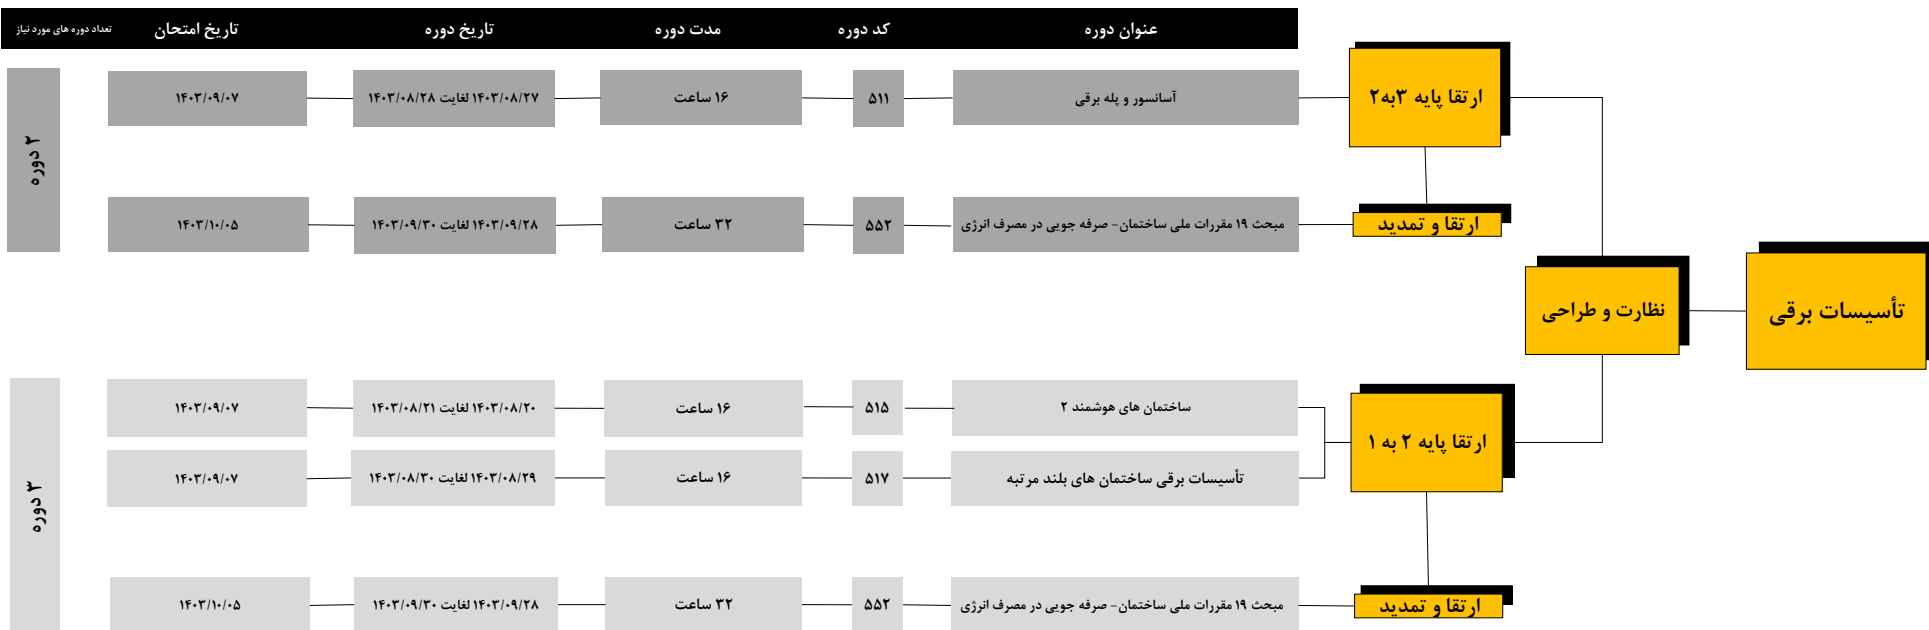 عنوان دوره
کد دوره
مدت دوره
تاریخ دوره
تاریخ امتحان
تعداد دوره های مورد نیاز
تأسیسات برقی
نظارت و طراحی
ارتقا پایه ۳به۲
آسانسور و پله برقی
۵۱۱
۱۶ ساعت
۱۴۰۳/۰۸/۲۷ لغایت ۱۴۰۳/۰۸/۲۸
۱۴۰۳/۰۹/۰۷
۲ دوره
ارتقا و تمدید
مبحث ۱۹ مقررات ملی ساختمان- صرفه جویی در مصرف انرژی
۵۵۲
۳۲ ساعت
۱۴۰۳/۰۹/۲۸ لغایت ۱۴۰۳/۰۹/۳۰
۱۴۰۳/۱۰/۰۵
ارتقا پایه ۲ به ۱
ساختمان های هوشمند ۲
۵۱۵
۱۶ ساعت
۱۴۰۳/۰۸/۲۰ لغایت ۱۴۰۳/۰۸/۲۱
۱۴۰۳/۰۹/۰۷
تأسیسات برقی ساختمان های بلند مرتبه
۵۱۷
۱۶ ساعت
۱۴۰۳/۰۸/۲۹ لغایت ۱۴۰۳/۰۸/۳۰
۱۴۰۳/۰۹/۰۷
۳ دوره
ارتقا و تمدید
مبحث ۱۹ مقررات ملی ساختمان- صرفه جویی در مصرف انرژی
۵۵۲
۳۲ ساعت
۱۴۰۳/۰۹/۲۸ لغایت ۱۴۰۳/۰۹/۳۰
۱۴۰۳/۱۰/۰۵